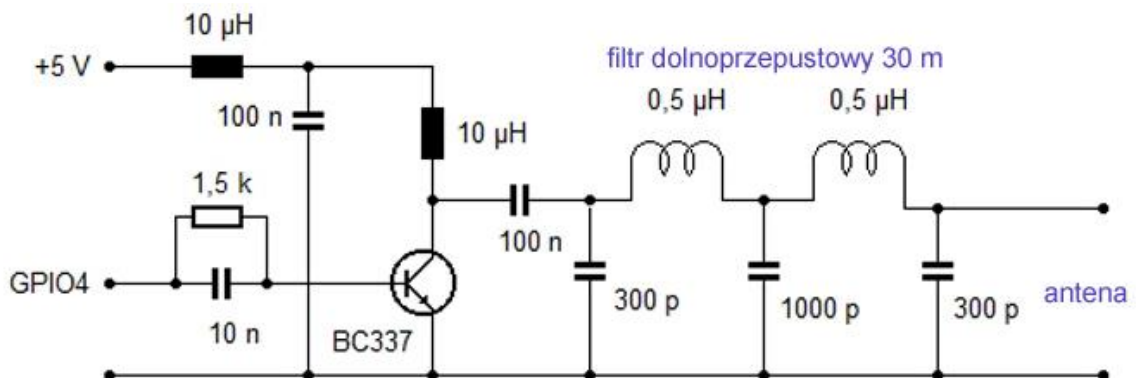 10 µH
filtr dolnoprzepustowy 30 m
+5 V
0,5 µH
0,5 µH
100 n
10 µH
1,5 k
100 n
GPIO4
300 p
1000 p
300 p
antena
10 n
BC337